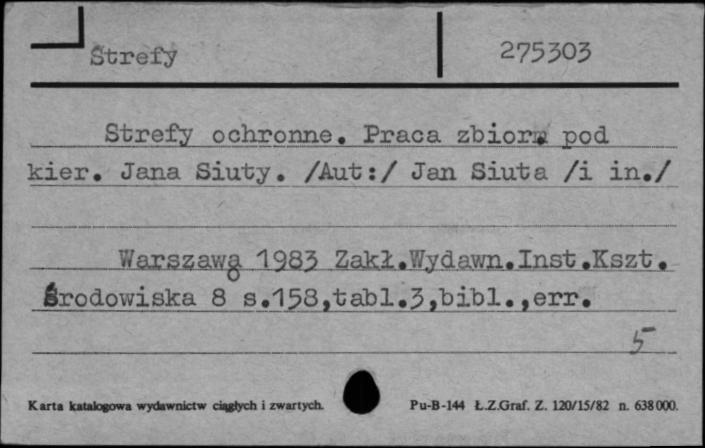 Strefy 275303
Strefy ochronne. Praca zbiorm. pod
kier. Jana Siuty. /Aut:/ Jan Siuta /i in./
Warszawa 1983 Zakł.Wydawn.Inst.Kszt.
Środowiska 8° s.158,tabl.3,bibl.,err.
5
Karta katalogowa wydawnictw ciągłych i zwartych. Pu-B-144 Ł.Z.Graf. Z. 120/15/82 n. 638000.